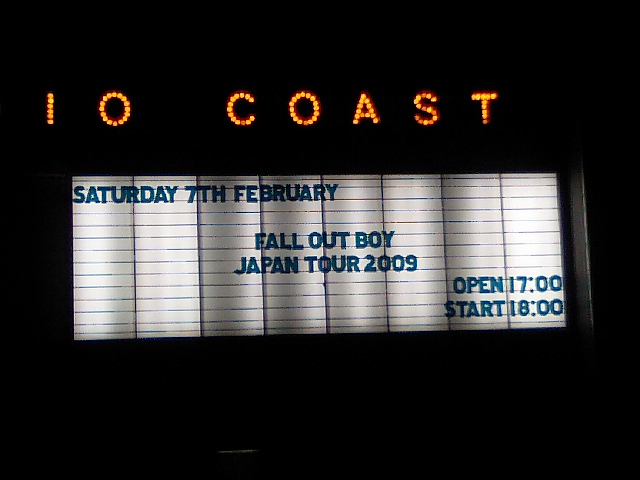 IO COAST
SATURDAY 7TH FEBRUARY
FALL OUT BOY
JAPAN TOUR 2009
OPEN 17:00
START 18:00